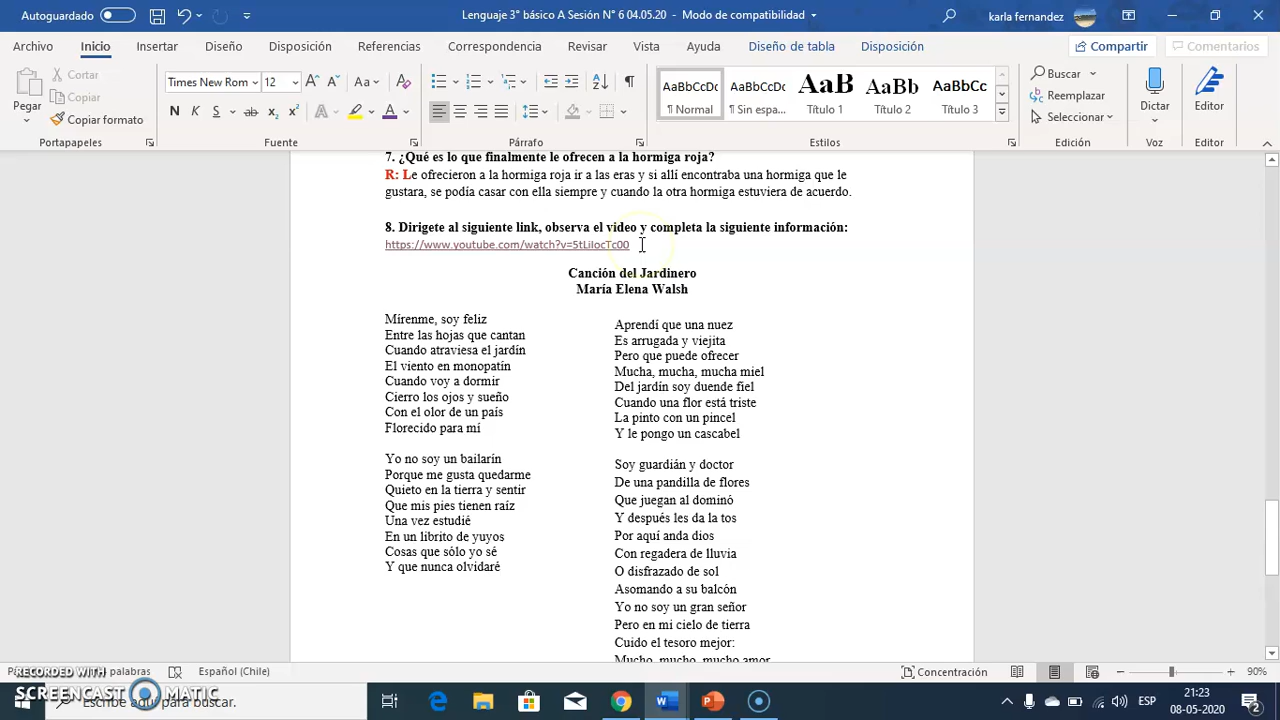 Autoguardado
Lenguaje 3° básico A Sesión N° 6 04.05.20 - Modo de compatibilidad
karla fernandez
Archivo Inicio Insertar Diseño Disposición Referencias Correspondencia Revisar Vista Ayuda Diseño de tabla Disposición
Compartir Comentarios
Pegar
Cortar
Copiar
Copiar formato
Portapapeles
Times New Rom 12
N K S
Fuente
Párrafo
AaBbCcDc AaBbCcDc AaB AaBbC AaBbCc
¶ Normal ¶ Sin espa... Título 1 Título 2 Título 3
Estilos
Buscar
Reemplazar
Seleccionar
Edición
Dictar
Voz
Editor
Editor
7. ¿Qué es lo que finalmente le ofrecen a la hormiga roja?
R: Le ofrecieron a la hormiga roja ir a las eras y si allí encontraba una hormiga que le
gustara, se podía casar con ella siempre y cuando la otra hormiga estuviera de acuerdo.
8. Dirigete al siguiente link, observa el video y completa la siguiente información:
https://www.youtube.com/watch?v=5tLiIocTc00
Canción del Jardinero
María Elena Walsh
Mírenme, soy feliz
Entre las hojas que cantan
Cuando atraviesa el jardín
El viento en monopatín
Cuando voy a dormir
Cierro los ojos y sueño
Con el olor de un país
Florecido para mí
Yo no soy un bailarín
Porque me gusta quedarme
Quieto en la tierra y sentir
Que mis pies tienen raíz
Una vez estudié
En un librito de yuyos
Cosas que sólo yo sé
Y que nunca olvidaré
Aprendí que una nuez
Es arrugada y viejita
Pero que puede ofrecer
Mucha, mucha, mucha miel
Del jardín soy duende fiel
Cuando una flor está triste
La pinto con un pincel
Y le pongo un cascabel
Soy guardián y doctor
De una pandilla de flores
Que juegan al dominó
Y después les da la tos
Por aquí anda dios
Con regadera de lluvia
O disfrazado de sol
Asomando a su balcón
Yo no soy un gran señor
Pero en mi cielo de tierra
Cuido el tesoro mejor:
Mucho, mucho, mucho amor
palabras Español (Chile)
Concentración 90%
RECORDED WITH
SCREENCAST MATIC
Escribe aquí para buscar.
ESP
21:23
08-05-2020
2